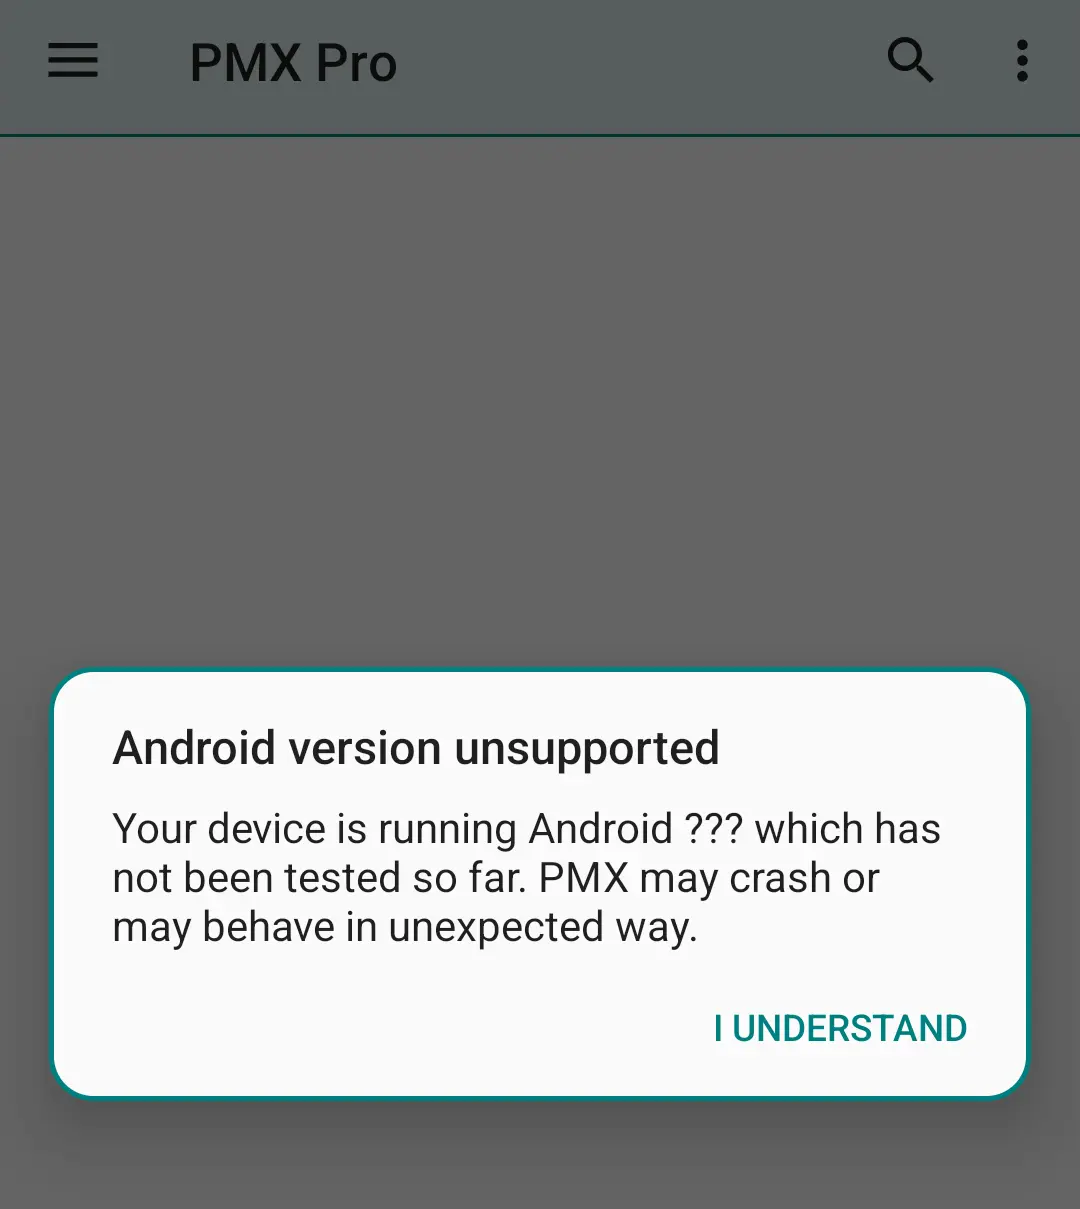 PMX Pro
Android version unsupported
Your device is running Android ??? which has
not been tested so far. PMX may crash or
may behave in unexpected way.
I UNDERSTAND